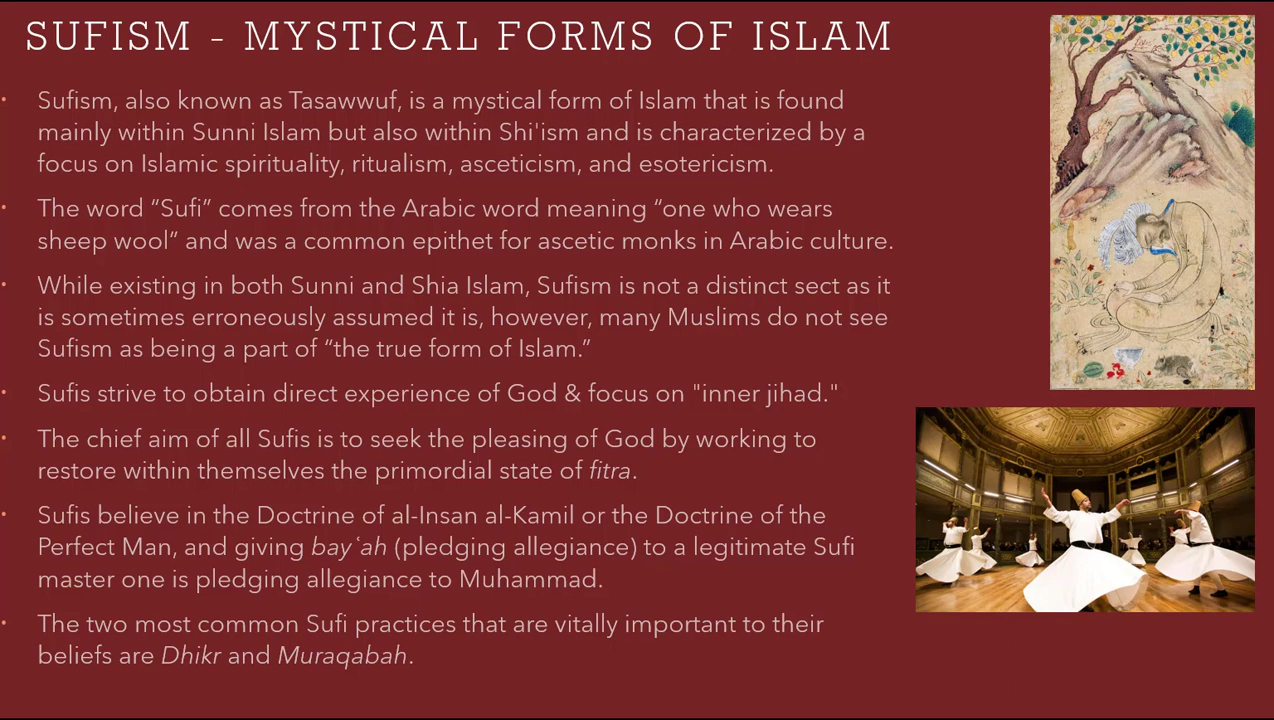 SUFISM - MYSTICAL FORMS OF ISLAM
• Sufism, also known as Tasawwuf, is a mystical form of Islam that is found
mainly within Sunni Islam but also within Shi'ism and is characterized by a
focus on Islamic spirituality, ritualism, asceticism, and esotericism.
• The word “Sufi” comes from the Arabic word meaning “one who wears
sheep wool” and was a common epithet for ascetic monks in Arabic culture.
• While existing in both Sunni and Shia Islam, Sufism is not a distinct sect as it
is sometimes erroneously assumed it is, however, many Muslims do not see
Sufism as being a part of “the true form of Islam.”
• Sufis strive to obtain direct experience of God & focus on "inner jihad."
• The chief aim of all Sufis is to seek the pleasing of God by working to
restore within themselves the primordial state of fitra.
• Sufis believe in the Doctrine of al-Insan al-Kamil or the Doctrine of the
Perfect Man, and giving bayʿah (pledging allegiance) to a legitimate Sufi
master one is pledging allegiance to Muhammad.
• The two most common Sufi practices that are vitally important to their
beliefs are Dhikr and Muraqabah.